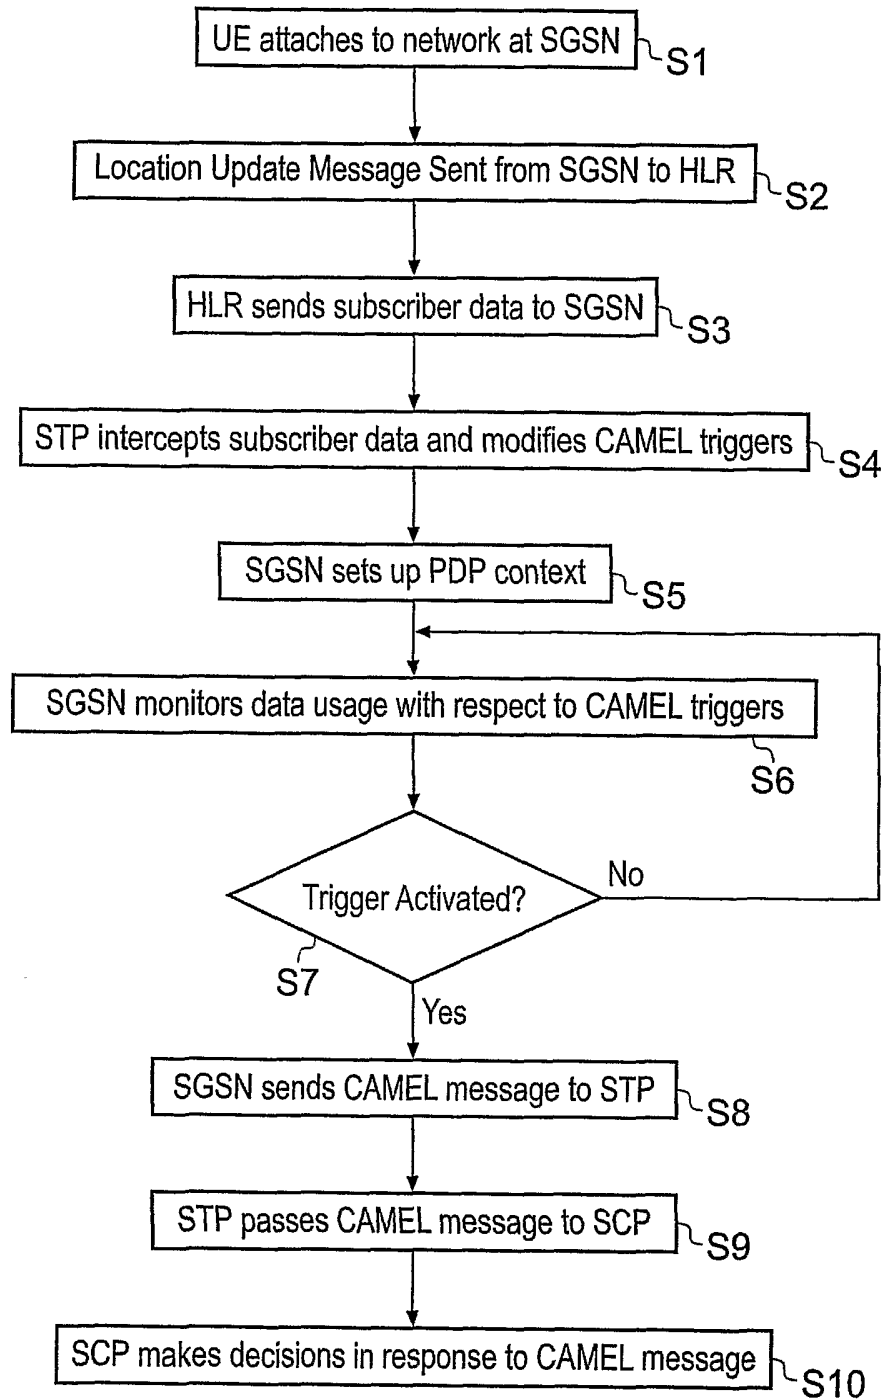 UE attaches to network at SGSN
S1
Location Update Message Sent from SGSN to HLR
S2
HLR sends subscriber data to SGSN
S3
STP intercepts subscriber data and modifies CAMEL triggers
S4
SGSN sets up PDP context
S5
SGSN monitors data usage with respect to CAMEL triggers
S6
Trigger Activated?
No
S7
Yes
SGSN sends CAMEL message to STP
S8
STP passes CAMEL message to SCP
S9
SCP makes decisions in response to CAMEL message
S10